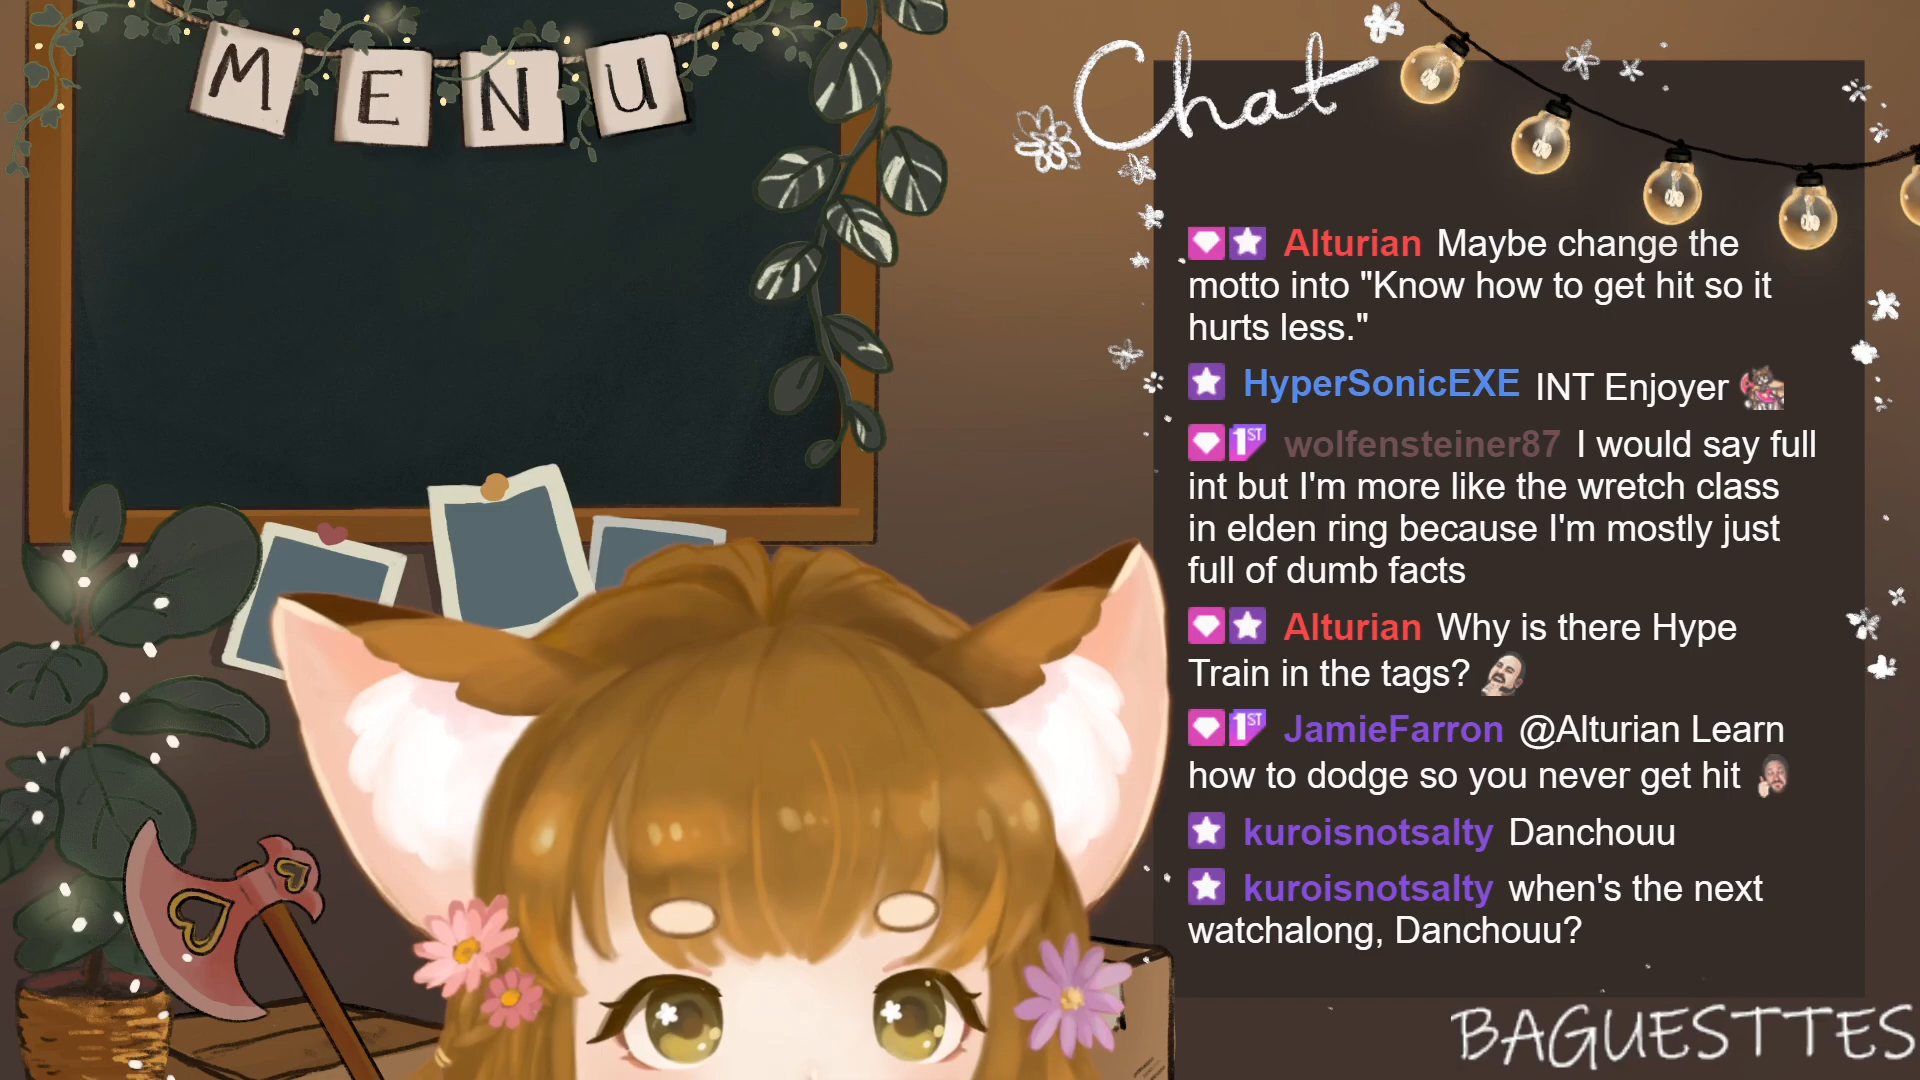 MENU
Chat
Alturian Maybe change the
motto into "Know how to get hit so it
hurts less."
HyperSonicEXE INT Enjoyer
1ST wolfensteiner87 I would say full
int but I'm more like the wretch class
in elden ring because I'm mostly just
full of dumb facts
Alturian Why is there Hype
Train in the tags?
1ST JamieFarron @Alturian Learn
how to dodge so you never get hit
kuroisnotsalty Danchouu
kuroisnotsalty when's the next
watchalong, Danchouu?
BAGUESTTES